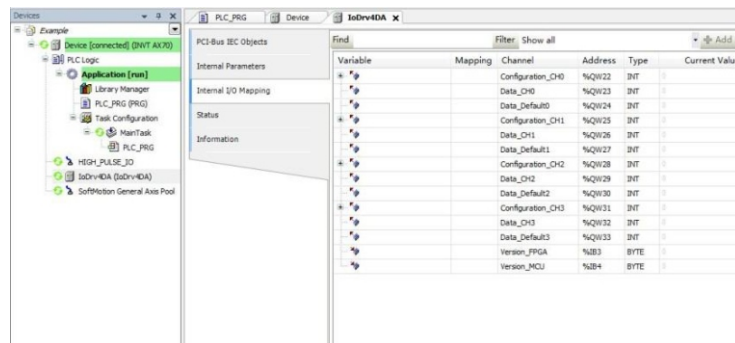 Devices
Example
Device [connected] (INVT AX70)
PLC Logic
Application [run]
Library Manager
PLC_PRG (PRG)
Task Configuration
MainTask
PLC_PRG
HIGH_PULSE_IO
IoDrv4DA (IoDrv4DA)
SoftMotion General Axis Pool
PLC_PRG Device IoDrv4DA
PCI-Bus IEC Objects
Internal Parameters
Internal I/O Mapping
Status
Information
Find Filter Show all Add
Variable Mapping Channel Address Type Current Valu
Configuration_CH0 %QW22 INT
Data_CH0 %QW23 INT
Data_Default0 %QW24 INT
Configuration_CH1 %QW25 INT
Data_CH1 %QW26 INT
Data_Default1 %QW27 INT
Configuration_CH2 %QW28 INT
Data_CH2 %QW29 INT
Data_Default2 %QW30 INT
Configuration_CH3 %QW31 INT
Data_CH3 %QW32 INT
Data_Default3 %QW33 INT
Version_FPGA %IB3 BYTE
Version_MCU %IB4 BYTE